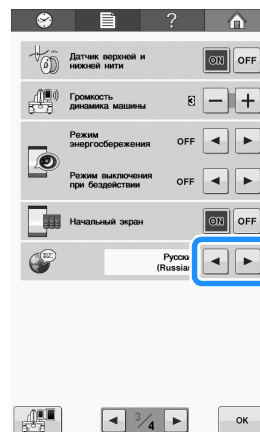 ?
Датчик верхней и
нижней нити
ON OFF
Громкость
динамика машины
3 − +
Режим
энергосбережения OFF
Режим выключения
при бездействии OFF
Начальный экран
ON OFF
Русски
(Russian
3/4
OK